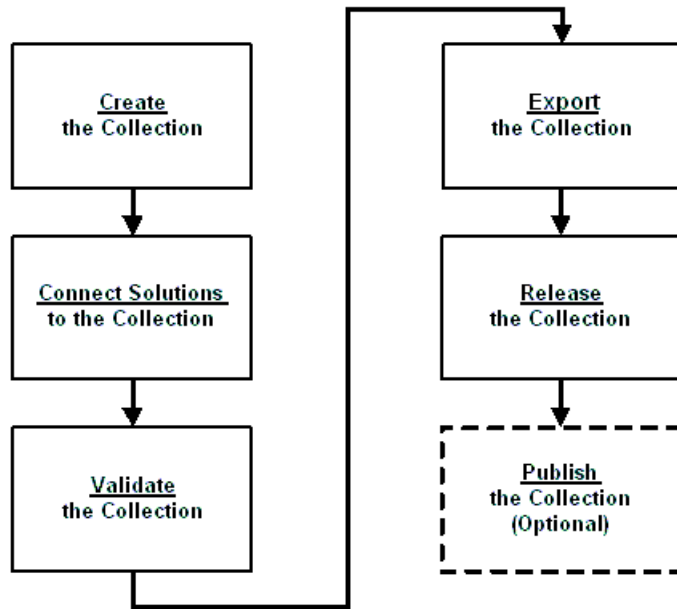 Create
the Collection
Connect Solutions
to the Collection
Validate
the Collection
Export
the Collection
Release
the Collection
Publish
the Collection
(Optional)